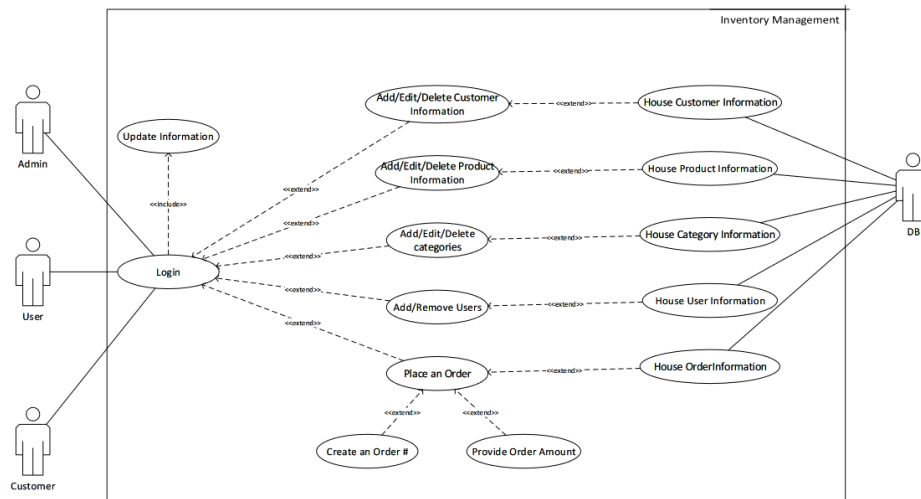 Inventory Management
Add/Edit/Delete Customer
Information
<<extend>>
House Customer Information
<<extend>>
Update Information
Admin
Add/Edit/Delete Product
Information
<<extend>>
House Product Information
<<extend>>
<<include>>
<<extend>>
Add/Edit/Delete
categories
<<extend>>
House Category Information
DB
<<extend>>
Login
User
<<extend>>
Add/Remove Users
<<extend>>
House User Information
<<extend>>
Place an Order
<<extend>>
House OrderInformation
<<extend>>
<<extend>>
Create an Order #
Provide Order Amount
Customer